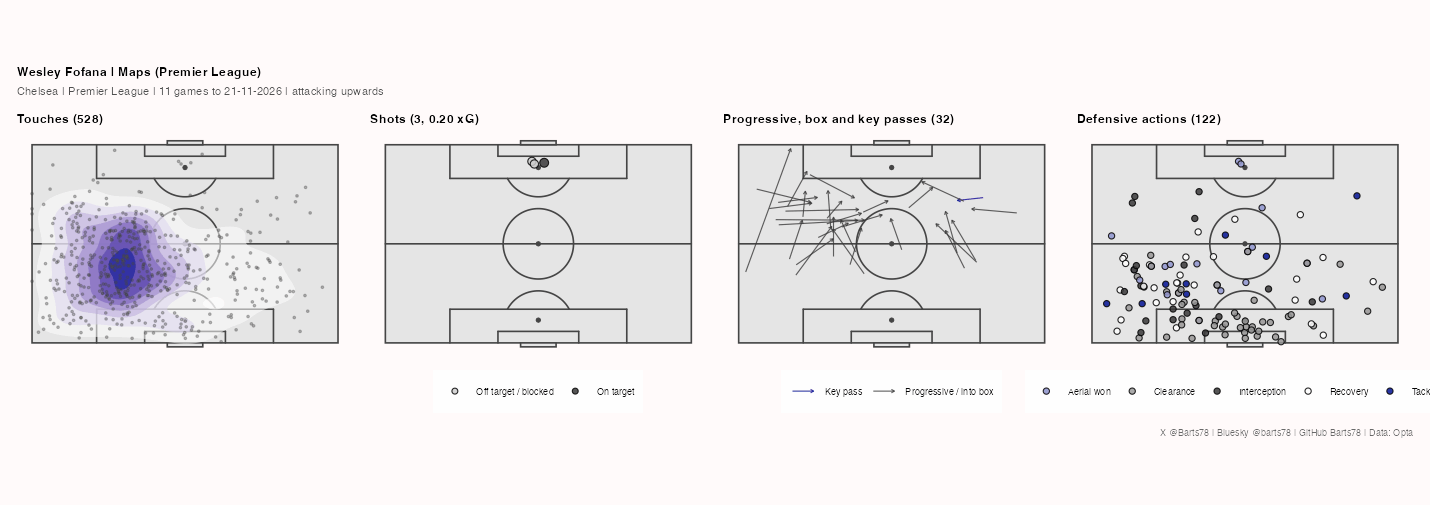 Wesley Fofana | Maps (Premier League)
Chelsea | Premier League | 11 games to 21-11-2026 | attacking upwards
Touches (528)
Shots (3, 0.20 xG)
Progressive, box and key passes (32)
Defensive actions (122)
Off target / blocked
On target
Key pass
Progressive / into box
Aerial won
Clearance
Interception
Recovery
Tack
X @Barts78 | Bluesky @barts78 | GitHub Barts78 | Data: Opta